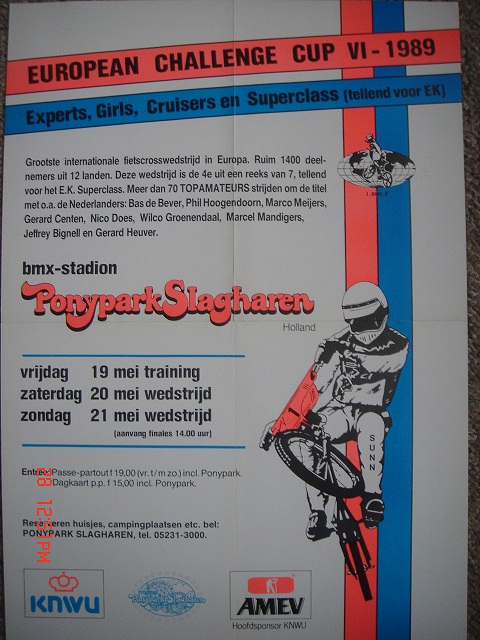 EUROPEAN CHALLENGE CUP VI - 1989
Experts, Girls, Cruisers en Superclass (tellend voor EK)
Grootste internationale fietscrosswedstrijd in Europa. Ruim 1400 deel-
nemers uit 12 landen. Deze wedstrijd is de 4e uit een reeks van 7, tellend
voor het E.K. Superclass. Meer dan 70 TOPAMATEURS strijden om de titel
met o.a. de Nederlanders: Bas de Bever, Phil Hoogendoorn, Marco Meijers,
Gerard Centen, Nico Does, Wilco Groenendaal, Marcel Mandigers,
Jeffrey Bignell en Gerard Heuver.
bmx-stadion
Ponypark Slagharen
Holland
vrijdag 19 mei training
zaterdag 20 mei wedstrijd
zondag 21 mei wedstrijd
(aanvang finales 14.00 uur)
SUNN
1
Entree: Passe-partout f 19,00 (vr. t/m zo.) incl. Ponypark.
Dagkaart p.p. f 15,00 incl. Ponypark.
Reserveren huisjes, campingplaatsen etc. bel:
PONYPARK SLAGHAREN, tel. 05231-3000.
KNWU
Ponypark Slagharen
AMEV
Hoofdsponsor KNWU